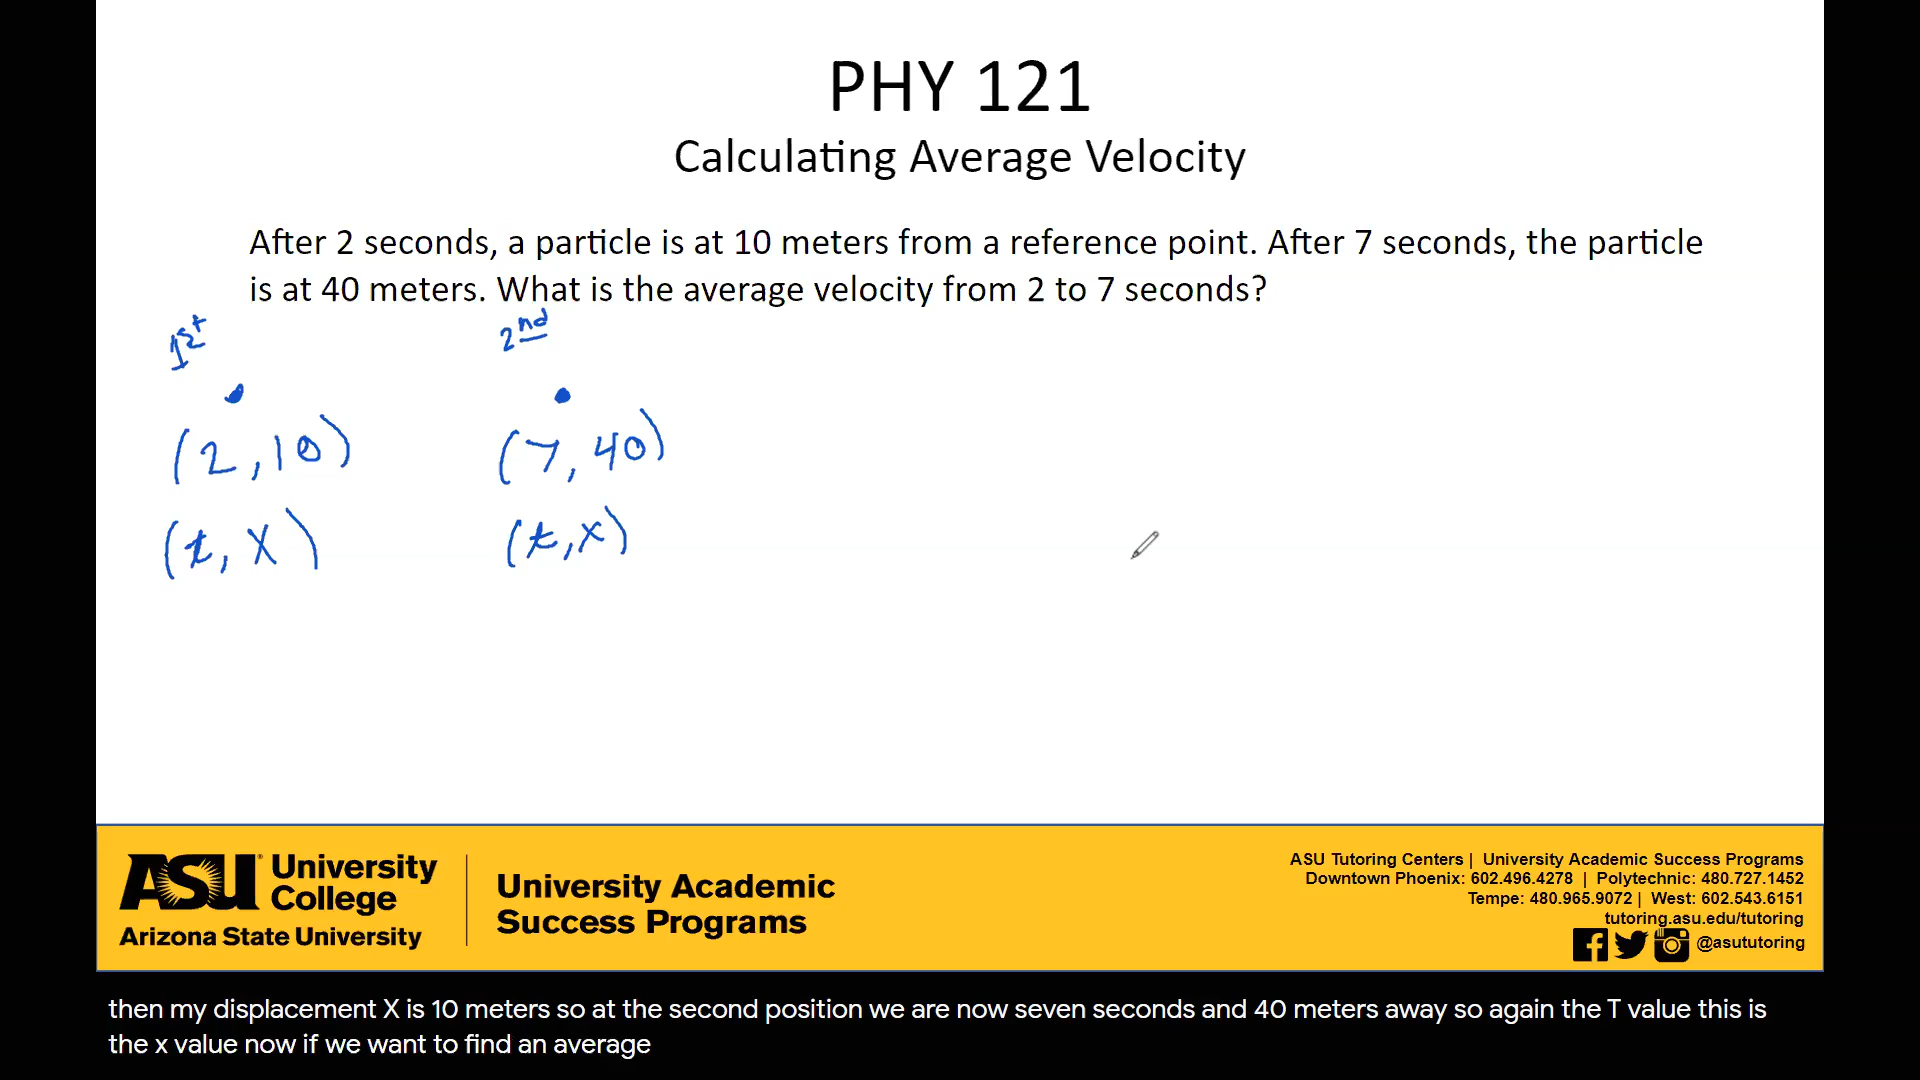 PHY 121
Calculating Average Velocity
After 2 seconds, a particle is at 10 meters from a reference point. After 7 seconds, the particle
is at 40 meters. What is the average velocity from 2 to 7 seconds?
1st
2nd
(2,10)
(7,40)
(t,x)
(t,x)
ASU University
College
Arizona State University
University Academic
Success Programs
ASU Tutoring Centers | University Academic Success Programs
Downtown Phoenix: 602.496.4278 | Polytechnic: 480.727.1452
Tempe: 480.965.9072 | West: 602.543.6151
tutoring.asu.edu/tutoring
@asututoring
then my displacement X is 10 meters so at the second position we are now seven seconds and 40 meters away so again the T value this is
the x value now if we want to find an average